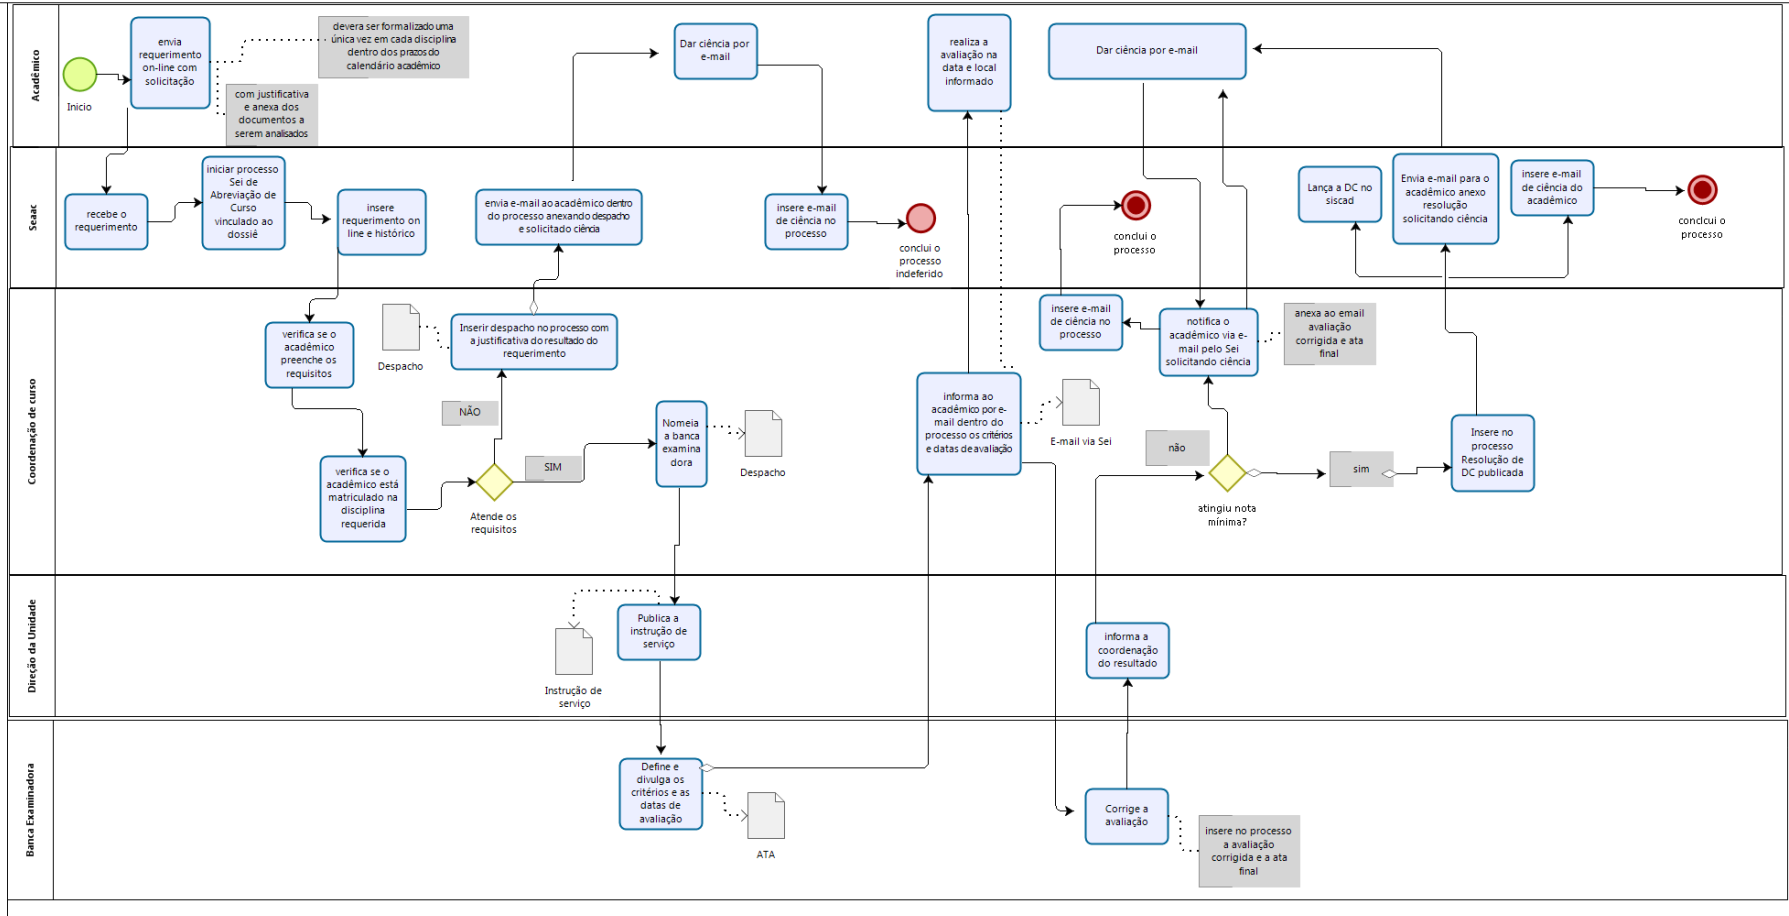 Acadêmico
Inicio
envia
requerimento
on-line com
solicitação
devera ser formalizado uma
única vez em cada disciplina
dentro dos prazos do
calendário acadêmico
com justificativa
e anexa dos
documentos a
serem analisados
Dar ciência por
e-mail
realiza a
avaliação na
data e local
informado
Dar ciência por e-mail
Seaac
recebe o
requerimento
iniciar processo
Sei de
Abreviação de
Curso
vinculado ao
dossiê
insere
requerimento on
line e histórico
envia e-mail ao acadêmico dentro
do processo anexando despacho
e solicitado ciência
insere e-mail
de ciência no
processo
conclui o
processo
indeferido
conclui o
processo
Lança a DC no
siscad
Envia e-mail para o
acadêmico anexo
resolução
solicitando ciência
insere e-mail
de ciência do
acadêmico
conclcui o
processo
Coordenação de curso
verifica se o
acadêmico
preenche os
requisitos
Despacho
Inserir despacho no processo com
a justificativa do resultado do
requerimento
NÃO
verifica se o
acadêmico está
matriculado na
disciplina
requerida
Atende os
requisitos
SIM
Nomeia
a banca
examina
dora
Despacho
informa ao
acadêmico por e-
mail dentro do
processo os critérios
e datas de avaliação
E-mail via Sei
insere e-mail
de ciência no
processo
notifica o
acadêmico via e-
mail pelo Sei
solicitando ciência
anexa ao email
avaliação
corrigida e ata
final
não
atingiu nota
mínima?
sim
Insere no
processo
Resolução de
DC publicada
Direção da Unidade
Publica a
instrução de
serviço
Instrução de
serviço
informa a
coordenação
do resultado
Banca Examinadora
Define e
divulga os
critérios e as
datas de
avaliação
ATA
Corrige a
avaliação
insere no processo
a avaliação
corrigida e a ata
final